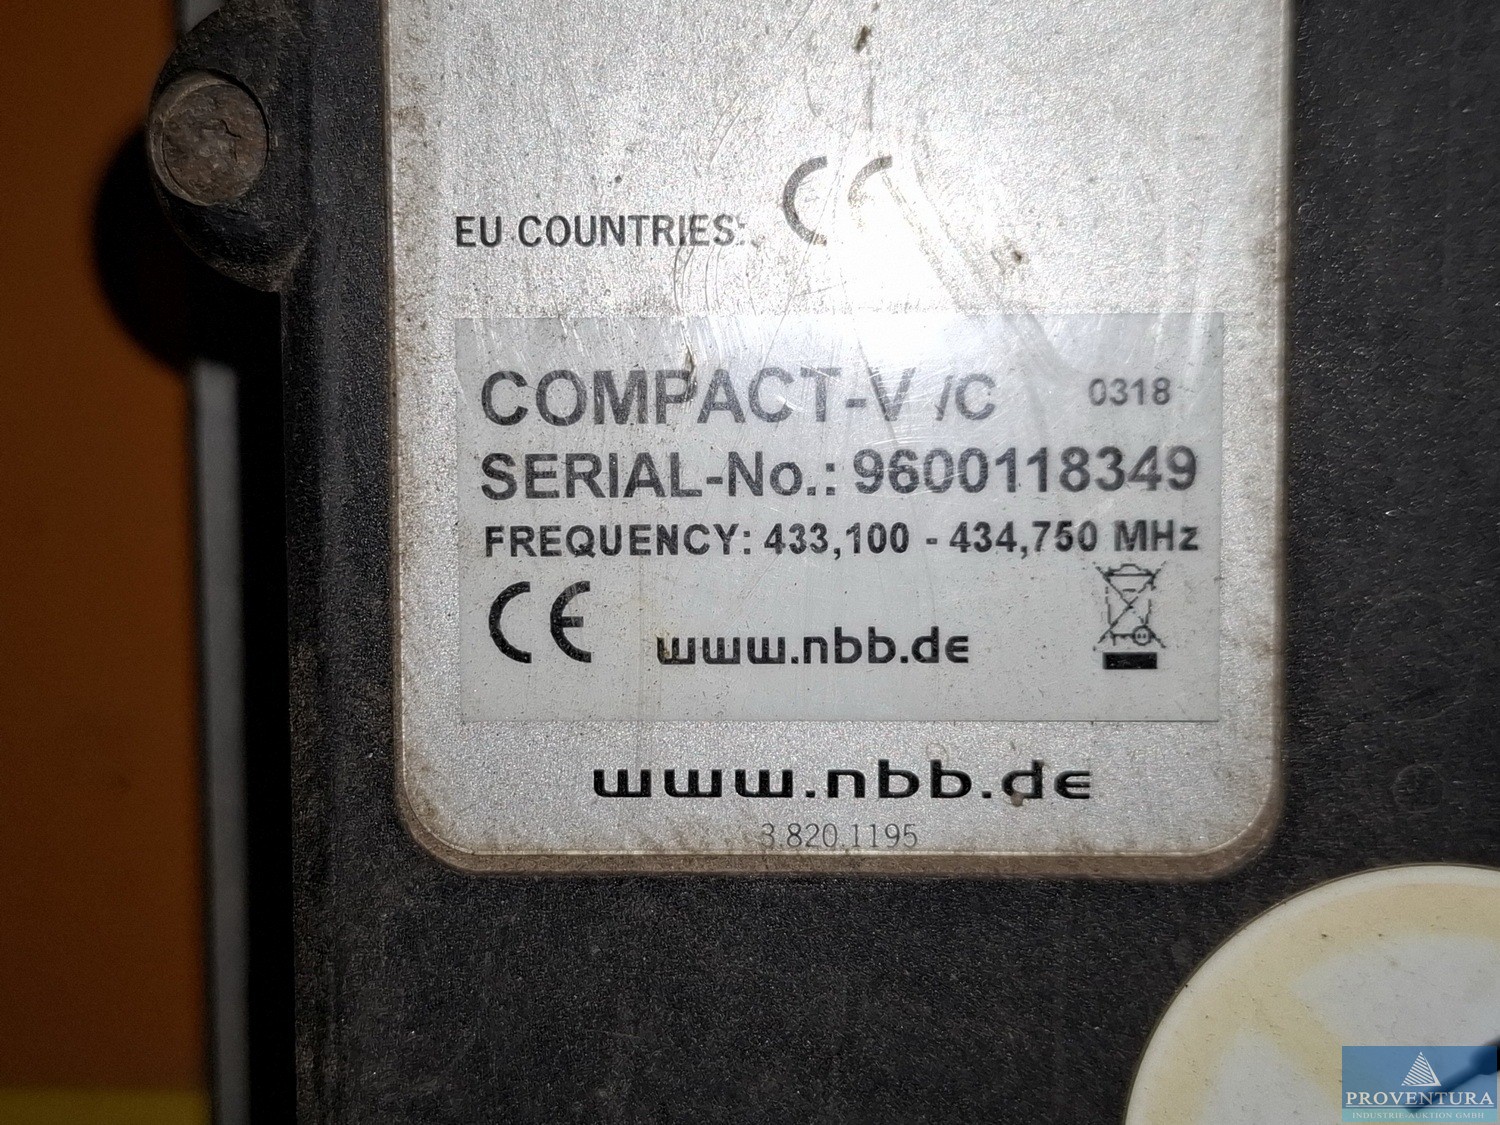 EU COUNTRIES: CE
COMPACT-V /C 0318
SERIAL-No.: 9600118349
FREQUENCY: 433,100 - 434,750 MHz
CE www.nbb.de
www.nbb.de
3.820.1195
PROVENTURA
INDUSTRIE-AUKTION GMBH